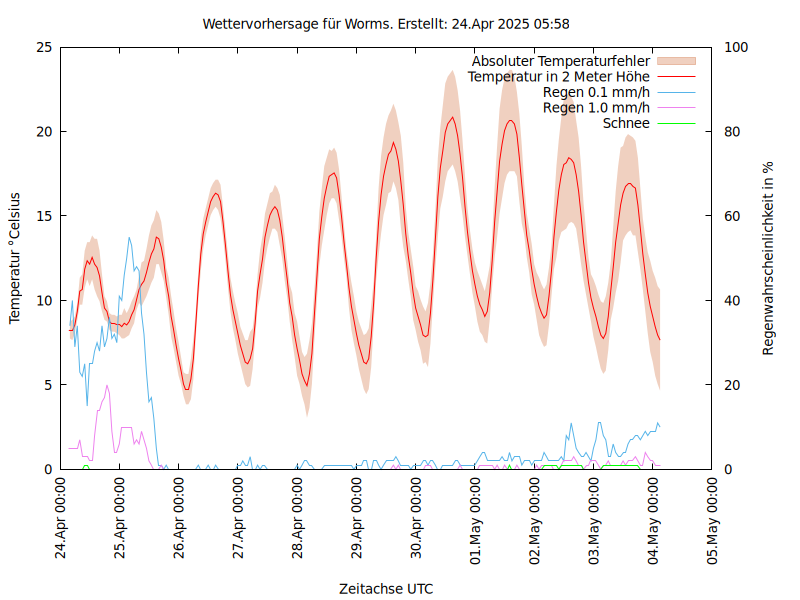 Wettervorhersage für Worms. Erstellt: 24.Apr 2025 05:58
25
20
15
10
5
0
100
80
60
40
20
0
Temperatur °Celsius
Regenwahrscheinlichkeit in %
Absoluter Temperaturfehler
Temperatur in 2 Meter Höhe
Regen 0.1 mm/h
Regen 1.0 mm/h
Schnee
24.Apr 00:00
25.Apr 00:00
26.Apr 00:00
27.Apr 00:00
28.Apr 00:00
29.Apr 00:00
30.Apr 00:00
01.May 00:00
02.May 00:00
03.May 00:00
04.May 00:00
05.May 00:00
Zeitachse UTC